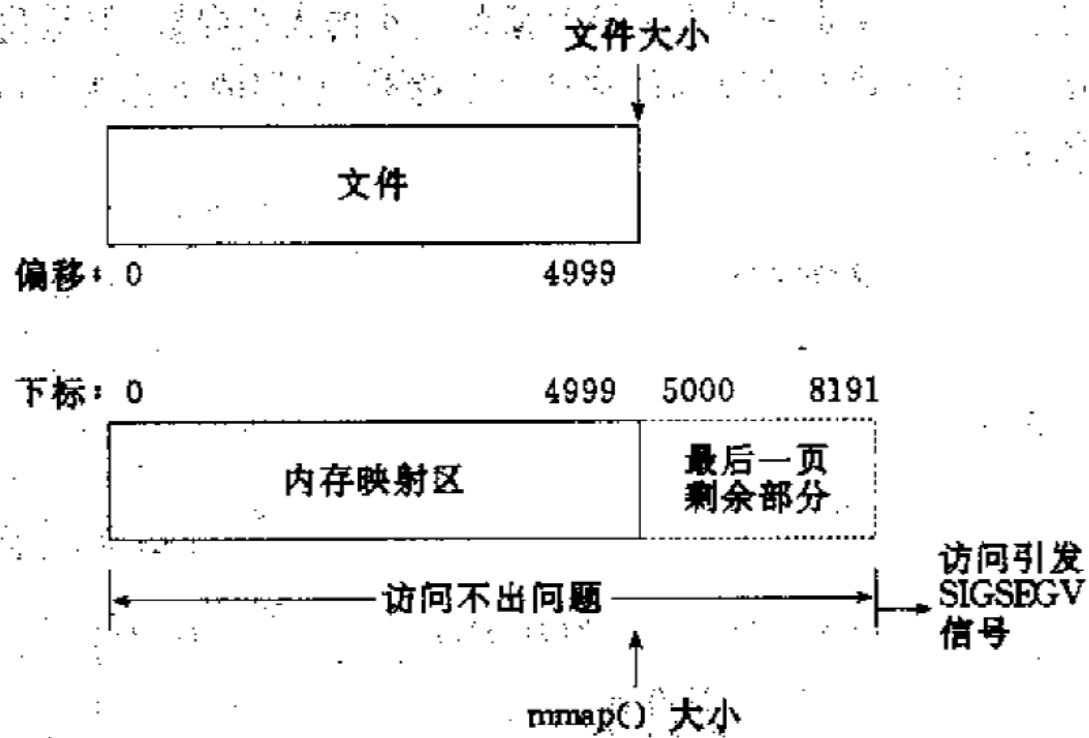 文件大小
文件
偏移: 0 4999
下标: 0 4999 5000 8191
内存映射区
最后一页
剩余部分
访问不出问题
访问引发
SIGSEGV
信号
mmap() 大小